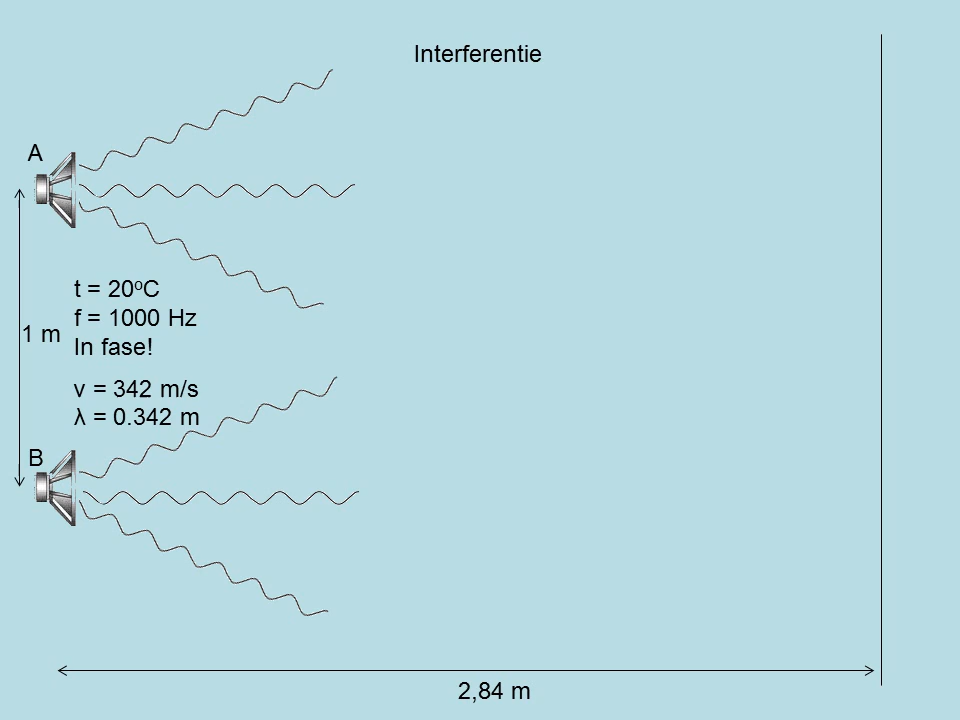 Interferentie
A
t = 20ºC
f = 1000 Hz
1 m
In fase!
v = 342 m/s
λ = 0.342 m
B
2,84 m